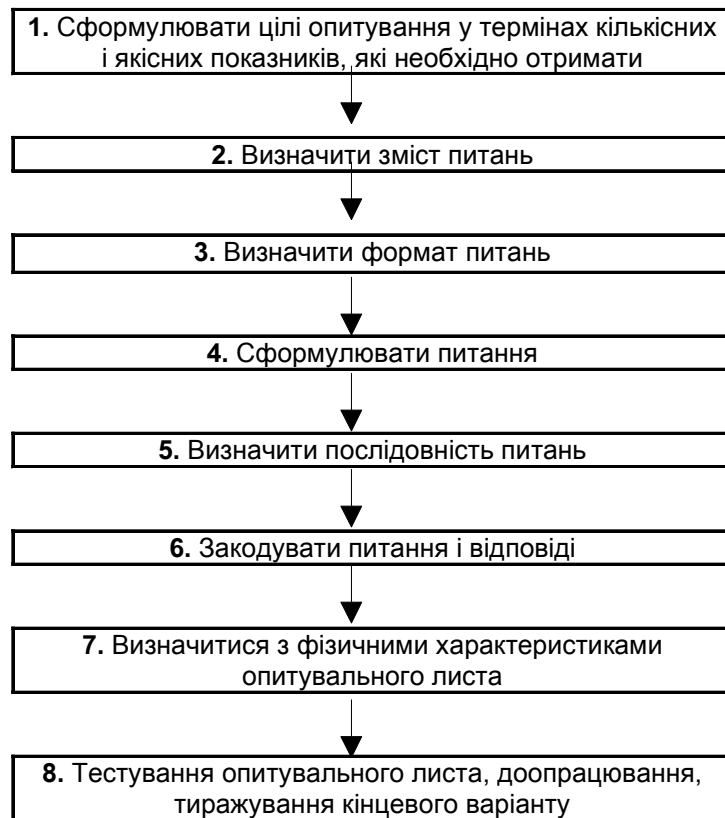 1. Сформулювати цілі опитування у термінах кількісних
і якісних показників, які необхідно отримати
2. Визначити зміст питань
3. Визначити формат питань
4. Сформулювати питання
5. Визначити послідовність питань
6. Закодувати питання і відповіді
7. Визначитися з фізичними характеристиками
опитувального листа
8. Тестування опитувального листа, доопрацювання,
тиражування кінцевого варіанту